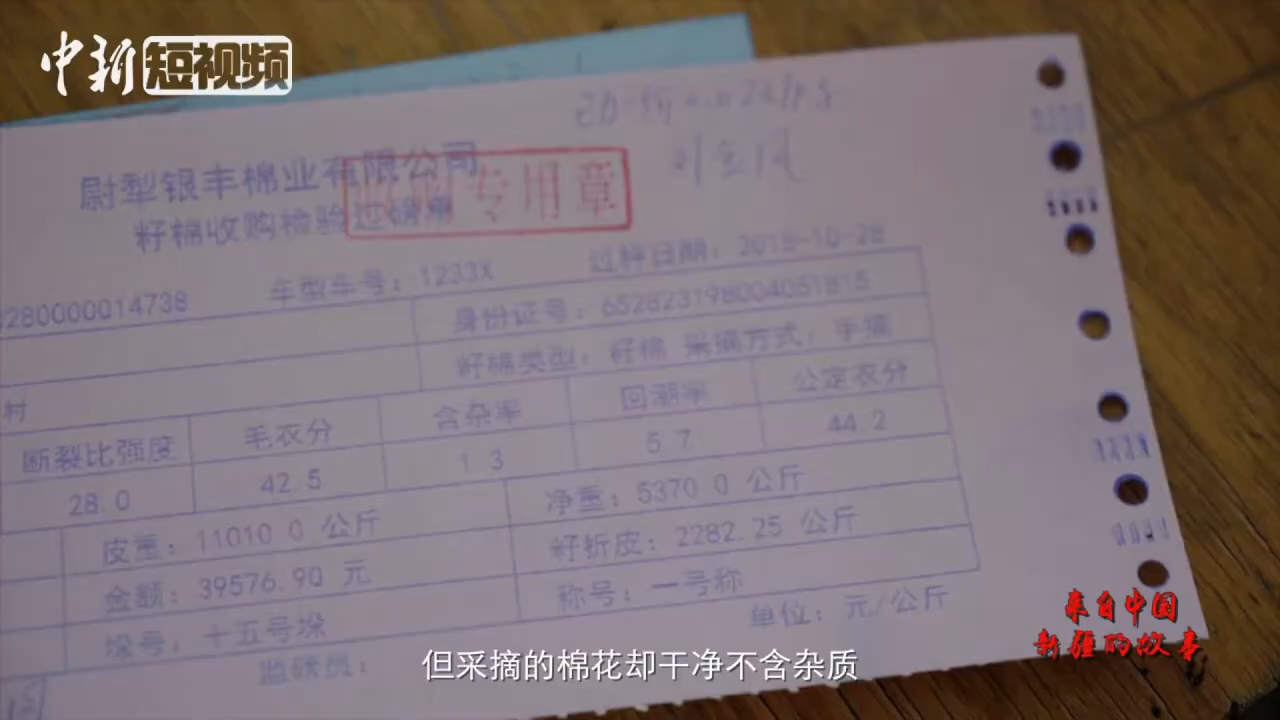 中新短视频
尉犁银丰棉业有限公司
收购专用章
籽棉收购检验过磅单
280000014738 车型车号：1233X 过秤日期：2018-10-28
身份证号：652823198004051815
籽棉类型：籽棉 采摘方式：手摘
村
断裂比强度 毛衣分 含杂率 回潮率 公定衣分
28.0 42.5 1 3 5.7 44.2
皮重：11010 0 公斤 净重：5370 0 公斤
金额：39576.90 元 籽折皮：2282.25 公斤
垛号：十五号垛 称号：一号称
监磅员： 单位：元/公斤
来自中国
新疆的故事
但采摘的棉花却干净不含杂质